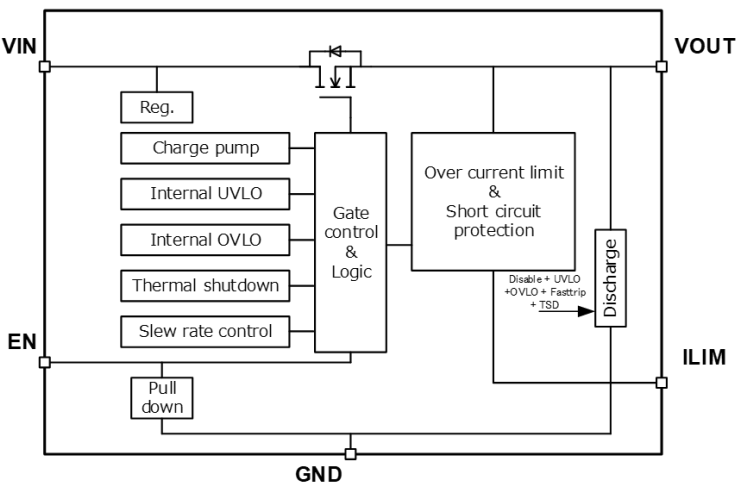 VIN
VOUT
Reg.
Charge pump
Internal UVLO
Internal OVLO
Thermal shutdown
Slew rate control
Gate
control
&
Logic
Over current limit
&
Short circuit
protection
Disable + UVLO
+OVLO + Fasttrip
+ TSD
Discharge
EN
Pull
down
ILIM
GND